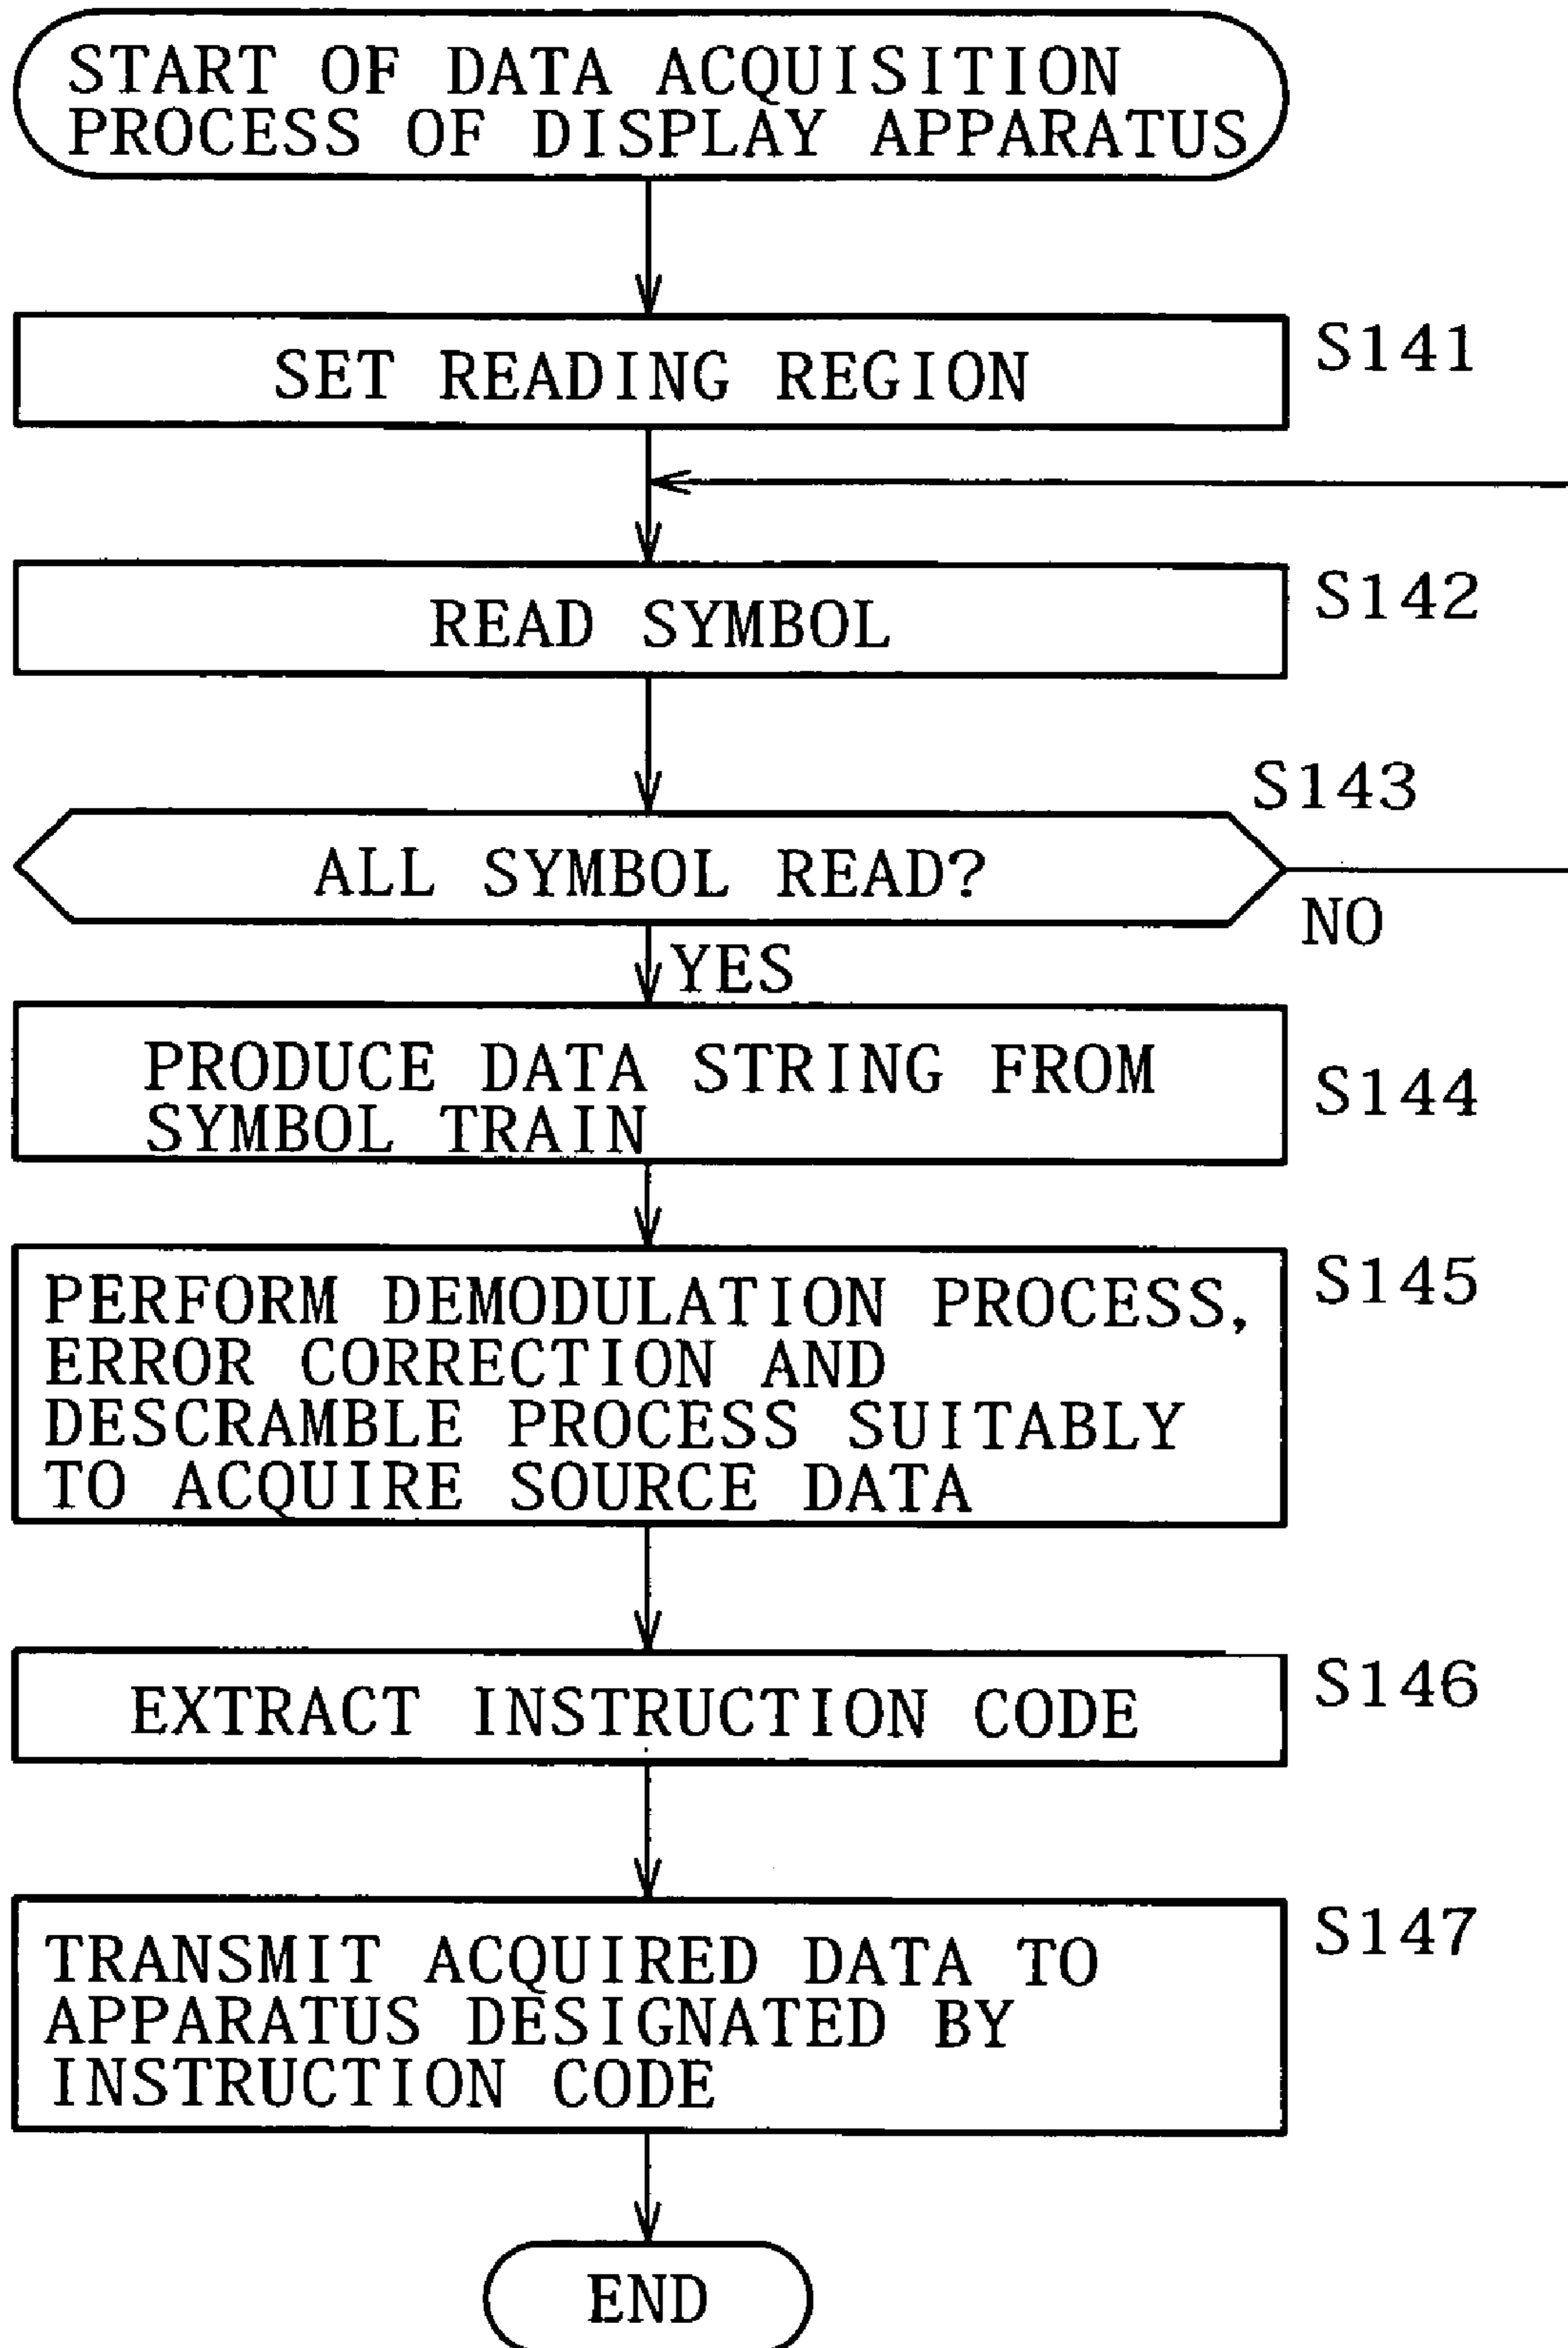 START OF DATA ACQUISITION
PROCESS OF DISPLAY APPARATUS
SET READING REGION
S141
READ SYMBOL
S142
S143
ALL SYMBOL READ?
NO
YES
PRODUCE DATA STRING FROM
SYMBOL TRAIN
S144
PERFORM DEMODULATION PROCESS,
ERROR CORRECTION AND
DESCRAMBLE PROCESS SUITABLY
TO ACQUIRE SOURCE DATA
S145
EXTRACT INSTRUCTION CODE
S146
TRANSMIT ACQUIRED DATA TO
APPARATUS DESIGNATED BY
INSTRUCTION CODE
S147
END